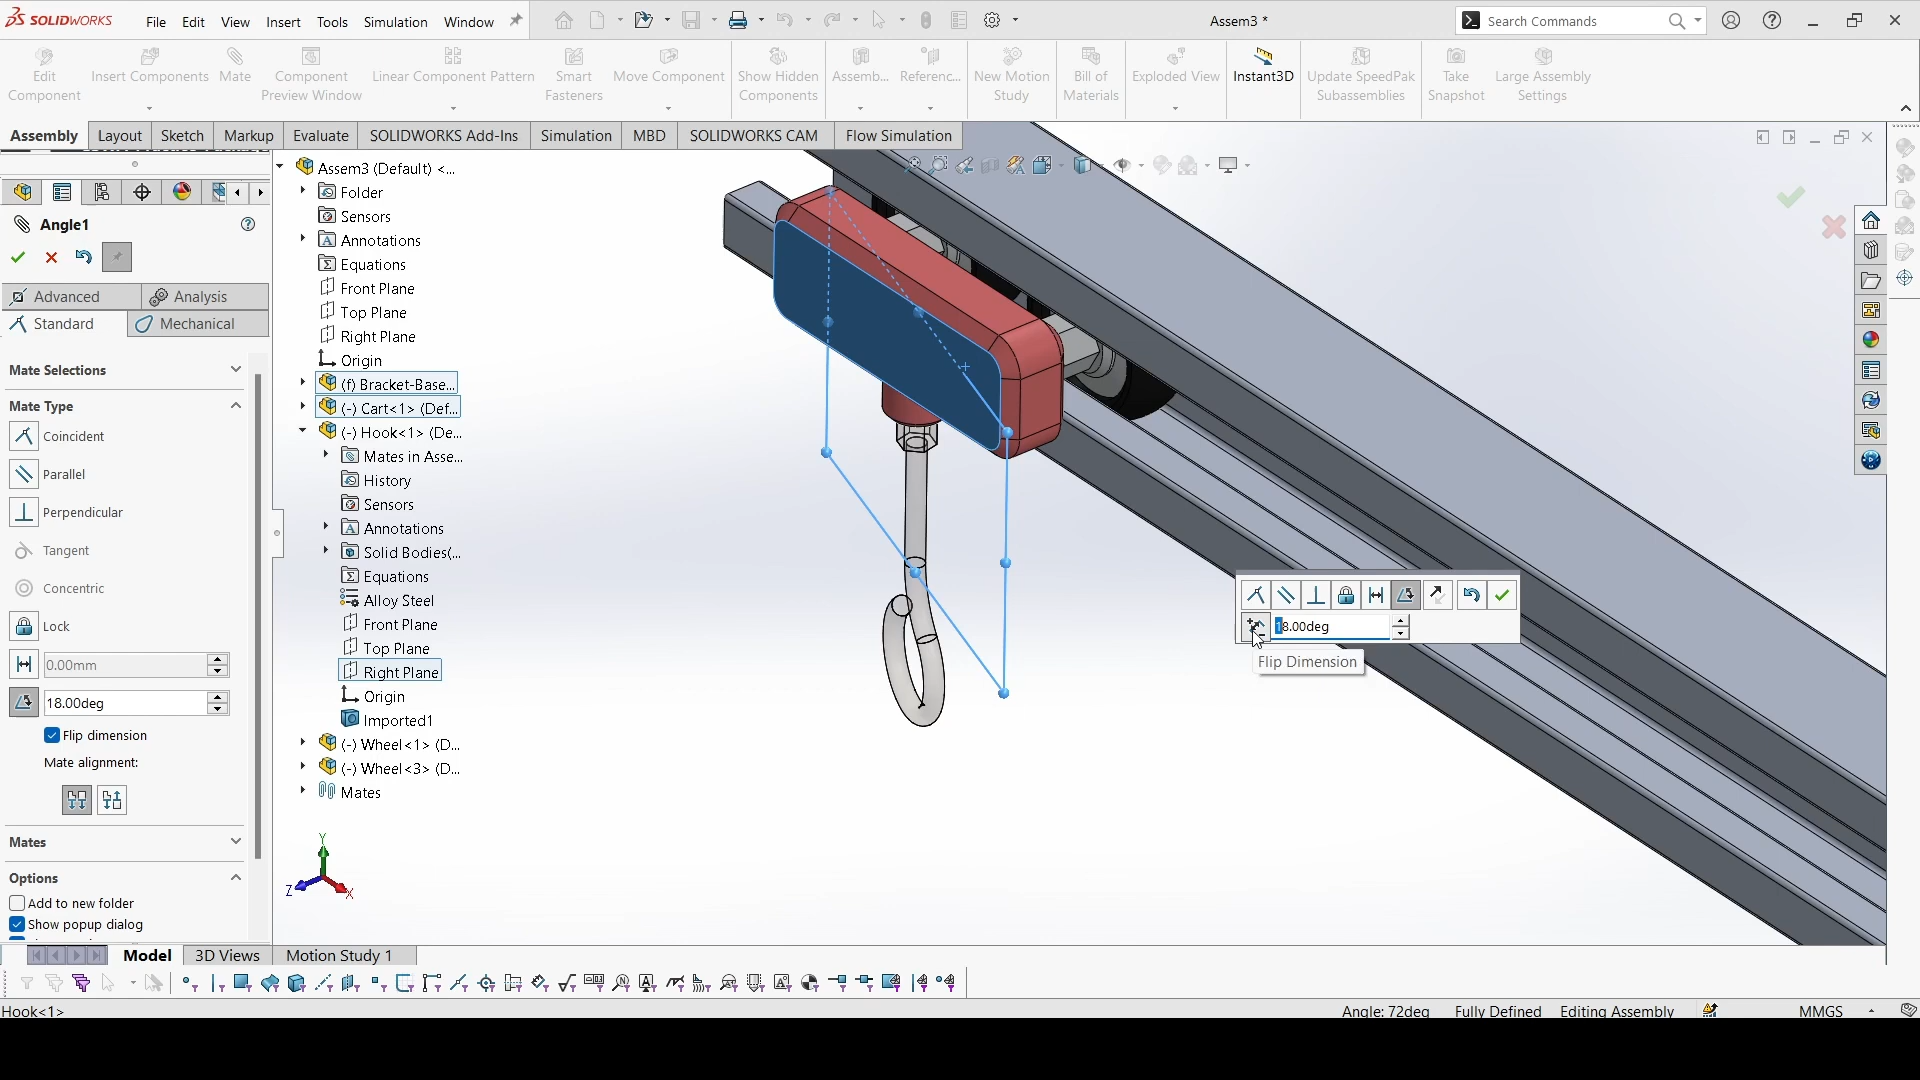 SOLIDWORKS
File Edit View Insert Tools Simulation Window
Assem3 *
Search Commands
Edit Component
Insert Components
Mate
Component Preview Window
Linear Component Pattern
Smart Fasteners
Move Component
Show Hidden Components
Assemb...
Referenc...
New Motion Study
Bill of Materials
Exploded View
Instant3D
Update SpeedPak Subassemblies
Take Snapshot
Large Assembly Settings
Assembly Layout Sketch Markup Evaluate SOLIDWORKS Add-Ins Simulation MBD SOLIDWORKS CAM Flow Simulation
Angle1
Advanced Analysis
Standard Mechanical
Mate Selections
Mate Type
Coincident
Parallel
Perpendicular
Tangent
Concentric
Lock
0.00mm
18.00deg
Flip dimension
Mate alignment:
Mates
Options
Add to new folder
Show popup dialog
Assem3 (Default) <...
Folder
Sensors
Annotations
Equations
Front Plane
Top Plane
Right Plane
Origin
(f) Bracket-Base...
(-) Cart<1> (Def...
(-) Hook<1> (De...
Mates in Asse...
History
Sensors
Annotations
Solid Bodies(...
Equations
Alloy Steel
Front Plane
Top Plane
Right Plane
Origin
Imported1
(-) Wheel<1> (D...
(-) Wheel<3> (D...
Mates
Y
Z
X
18.00deg
Flip Dimension
Model 3D Views Motion Study 1
Hook<1>
Angle: 72deg Fully Defined Editing Assembly MMGS